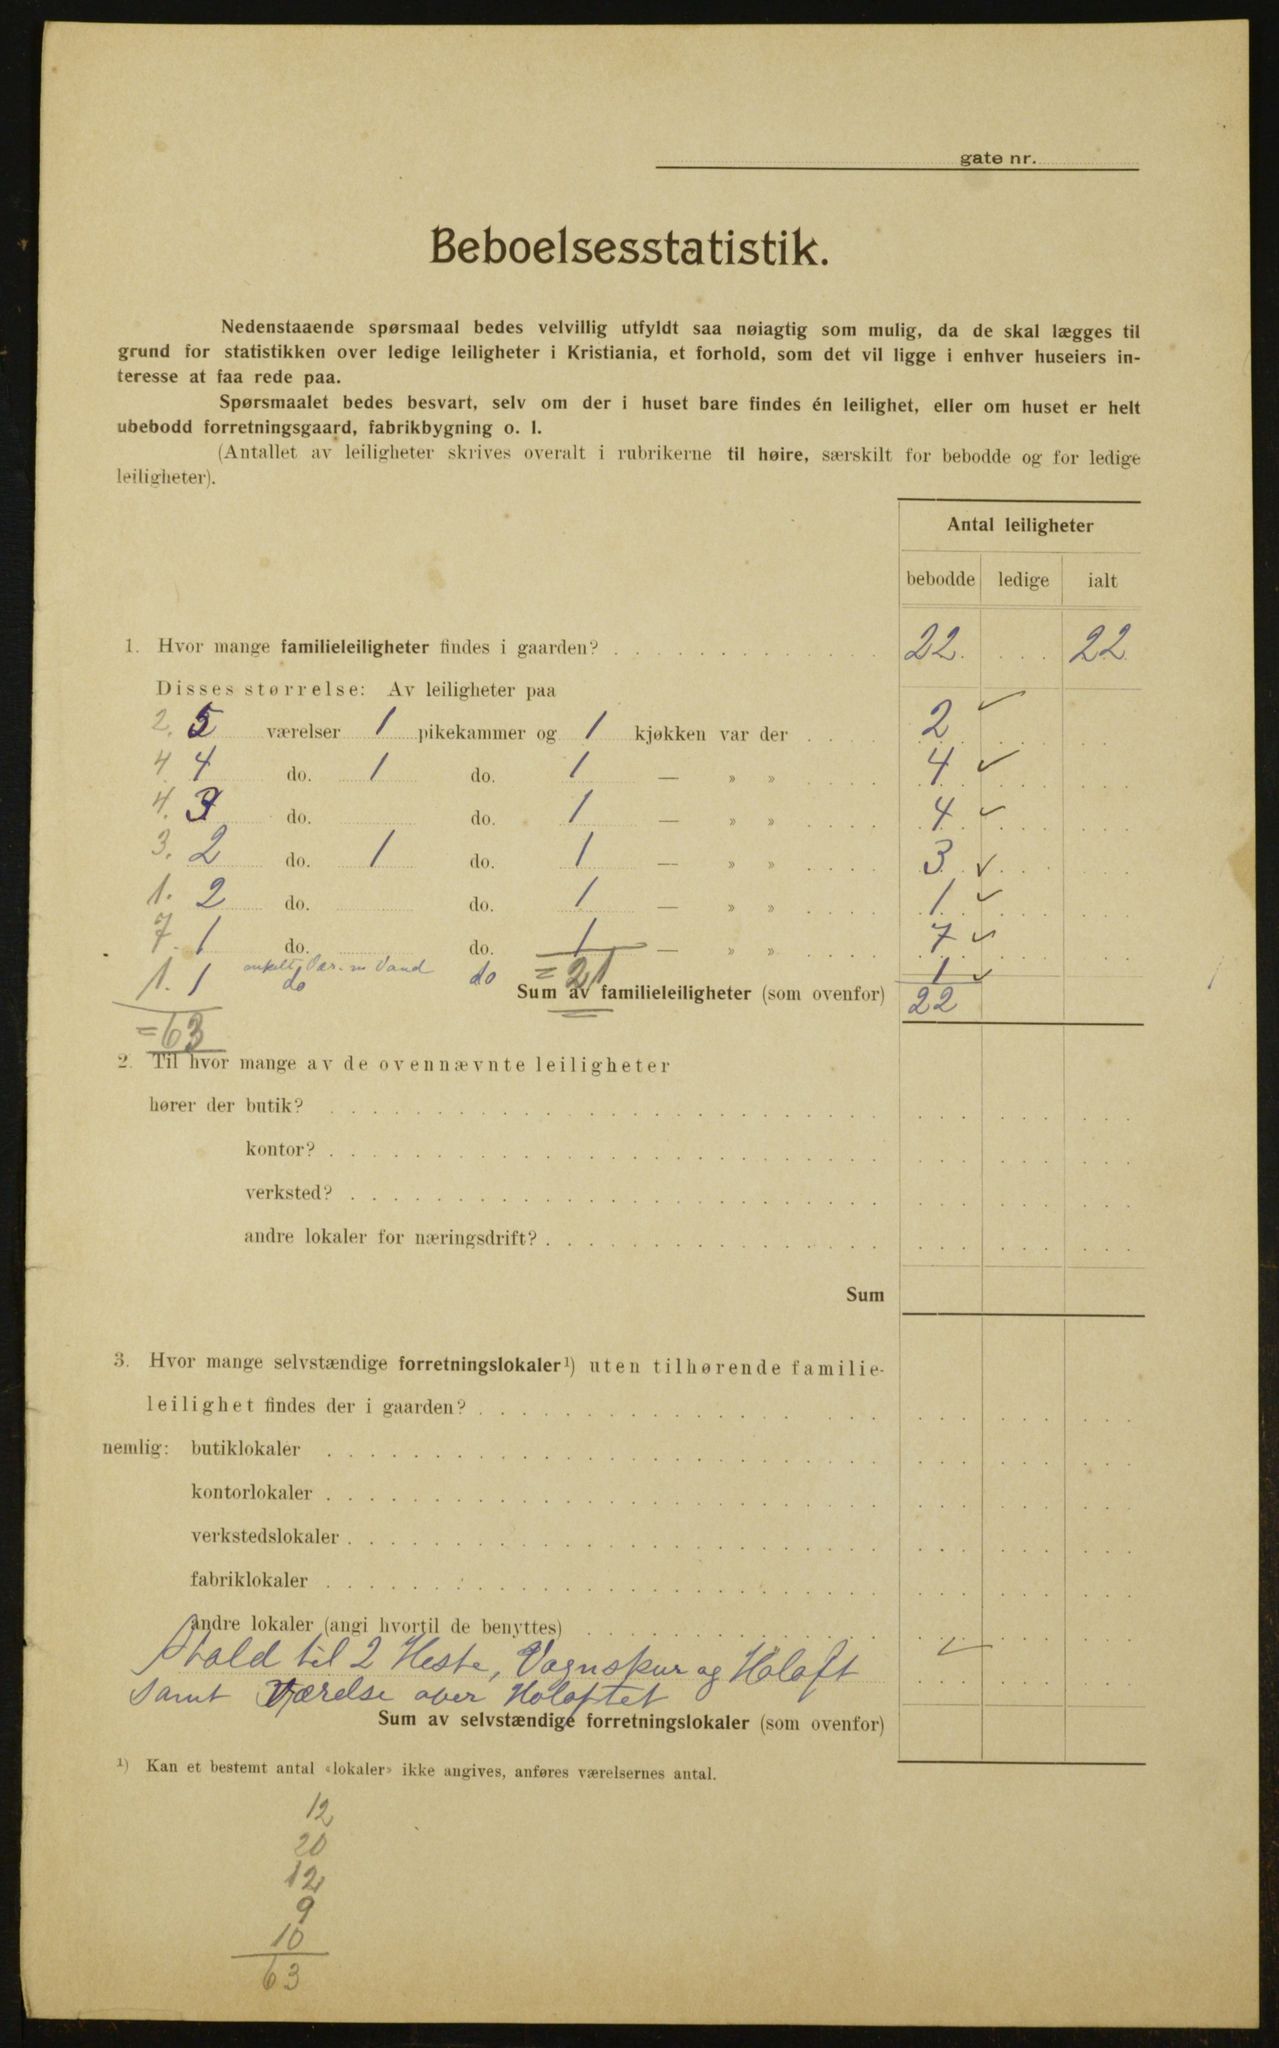 gate nr.
Beboelsesstatistik.
Nedenstaaende spørsmaal bedes velvillig utfyldt saa nøiagtig som mulig, da de skal lægges til
grund for statistikken over ledige leiligheter i Kristiania, et forhold, som det vil ligge i enhver huseiers in-
teresse at faa rede paa.
Spørsmaalet bedes besvart, selv om der i huset bare findes én leilighet, eller om huset er helt
ubebodd forretningsgaard, fabrikbygning o. l.
(Antallet av leiligheter skrives overalt i rubrikerne til høire, særskilt for bebodde og for ledige
leiligheter).
Antal leiligheter
bebodde ledige ialt
1. Hvor mange familieleiligheter findes i gaarden? 22 22
Disses størrelse: Av leiligheter paa
2. 5 værelser 1 pikekammer og 1 kjøkken var der 2 ✓
4 4 do. 1 do. 1 — » » 4 ✓
4. 3 do. do. 1 — » » 4 ✓
3. 2 do. 1 do. 1 — » » 3 ✓
1. 2 do. do. 1 — » » 1 ✓
7. 1 do. do. 1 — » » 7 ✓
1. 1 enkelt Vær. m Vand do do = 21 1 ✓
Sum av familieleiligheter (som ovenfor) 22
= 63
2. Til hvor mange av de ovennævnte leiligheter
hører der butik?
kontor?
verksted?
andre lokaler for næringsdrift?
Sum
3. Hvor mange selvstændige forretningslokaler¹) uten tilhørende familie-
leilighet findes der i gaarden?
nemlig: butiklokaler
kontorlokaler
verkstedslokaler
fabriklokaler
andre lokaler (angi hvortil de benyttes)
Stald til 2 Heste, Vognskur og Høloft ✓
samt Værelse over Høloftet
Sum av selvstændige forretningslokaler (som ovenfor)
¹) Kan et bestemt antal «lokaler» ikke angives, anføres værelsernes antal.
12
20
12
9
10
63